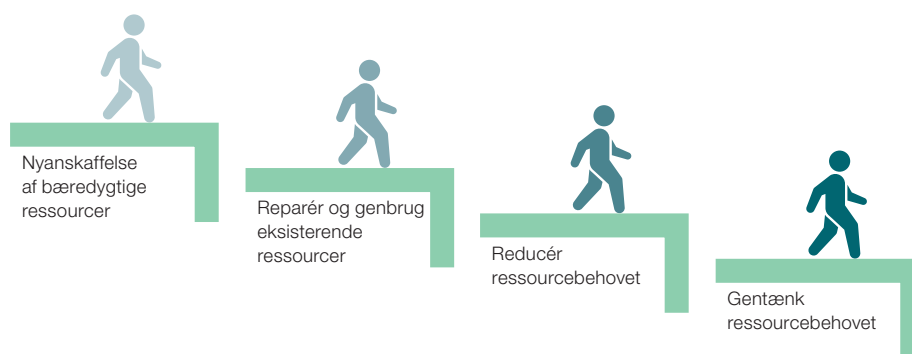 Nyanskaffelse
af bæredygtige
ressourcer
Reparér og genbrug
eksisterende
ressourcer
Reducér
ressourcebehovet
Gentænk
ressourcebehovet